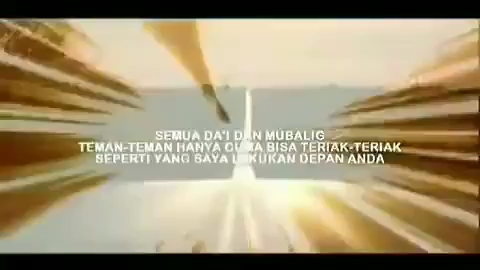 SEMUA DA'I DAN MUBALIG
TEMAN-TEMAN HANYA CUMA BISA TERIAK-TERIAK
SEPERTI YANG SAYA LAKUKAN DEPAN ANDA